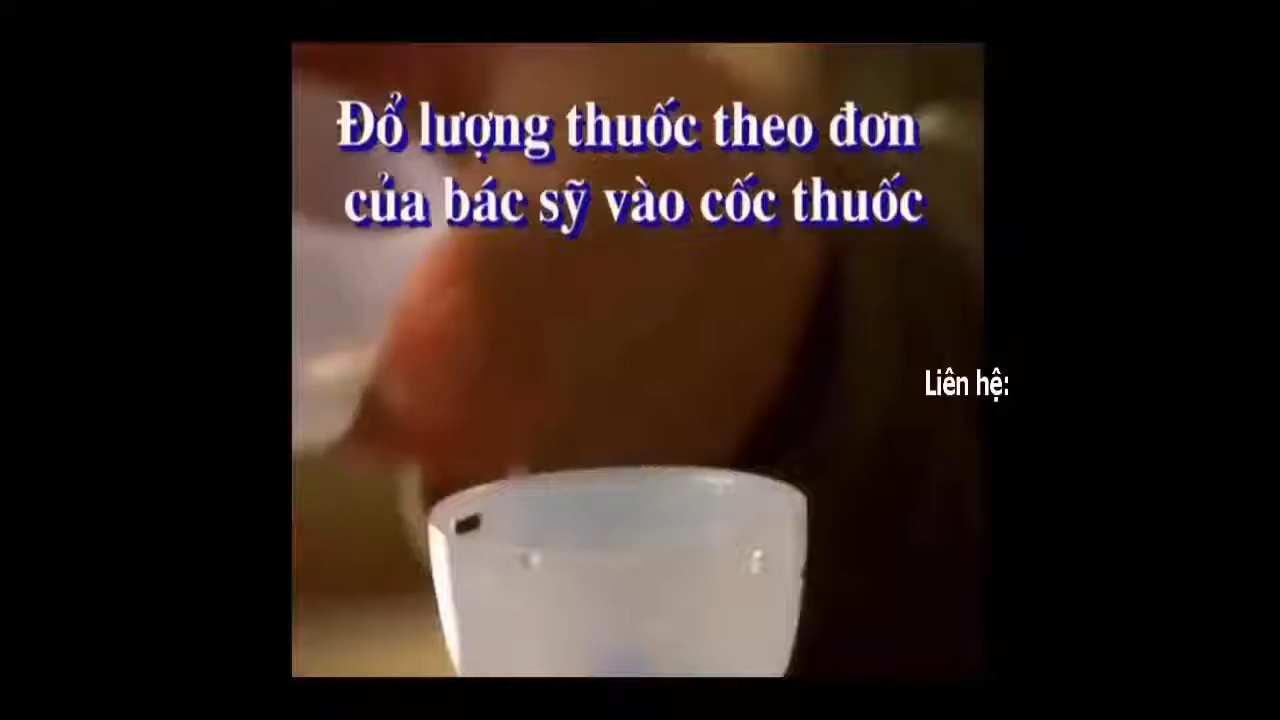 Đổ lượng thuốc theo đơn
của bác sỹ vào cốc thuốc
Liên hệ: